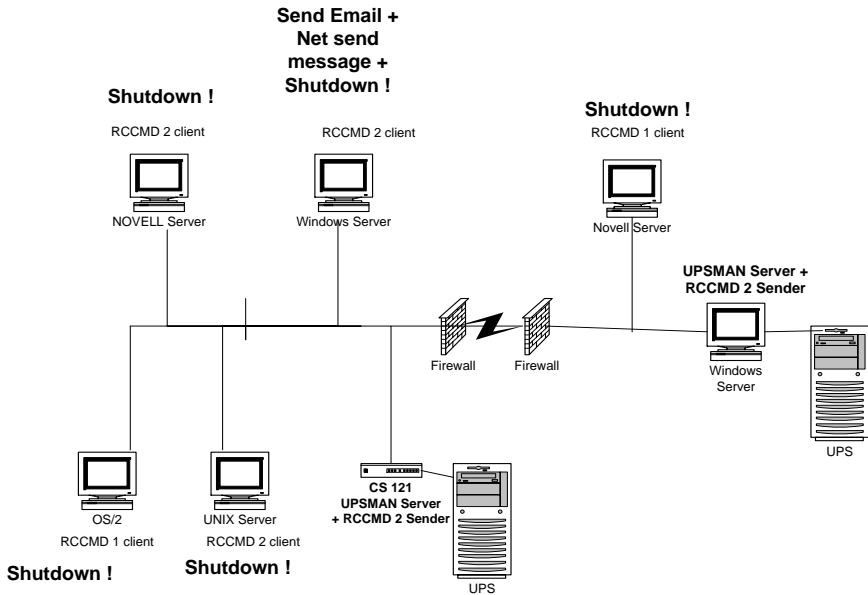 Send Email +
Net send
message +
Shutdown !
Shutdown !
RCCMD 2 client
RCCMD 2 client
Shutdown !
RCCMD 1 client
NOVELL Server
Windows Server
Novell Server
UPSMAN Server +
RCCMD 2 Sender
Firewall
Firewall
Windows
Server
UPS
CS 121
UPSMAN Server
+ RCCMD 2 Sender
OS/2
RCCMD 1 client
Shutdown !
UNIX Server
RCCMD 2 client
Shutdown !
UPS